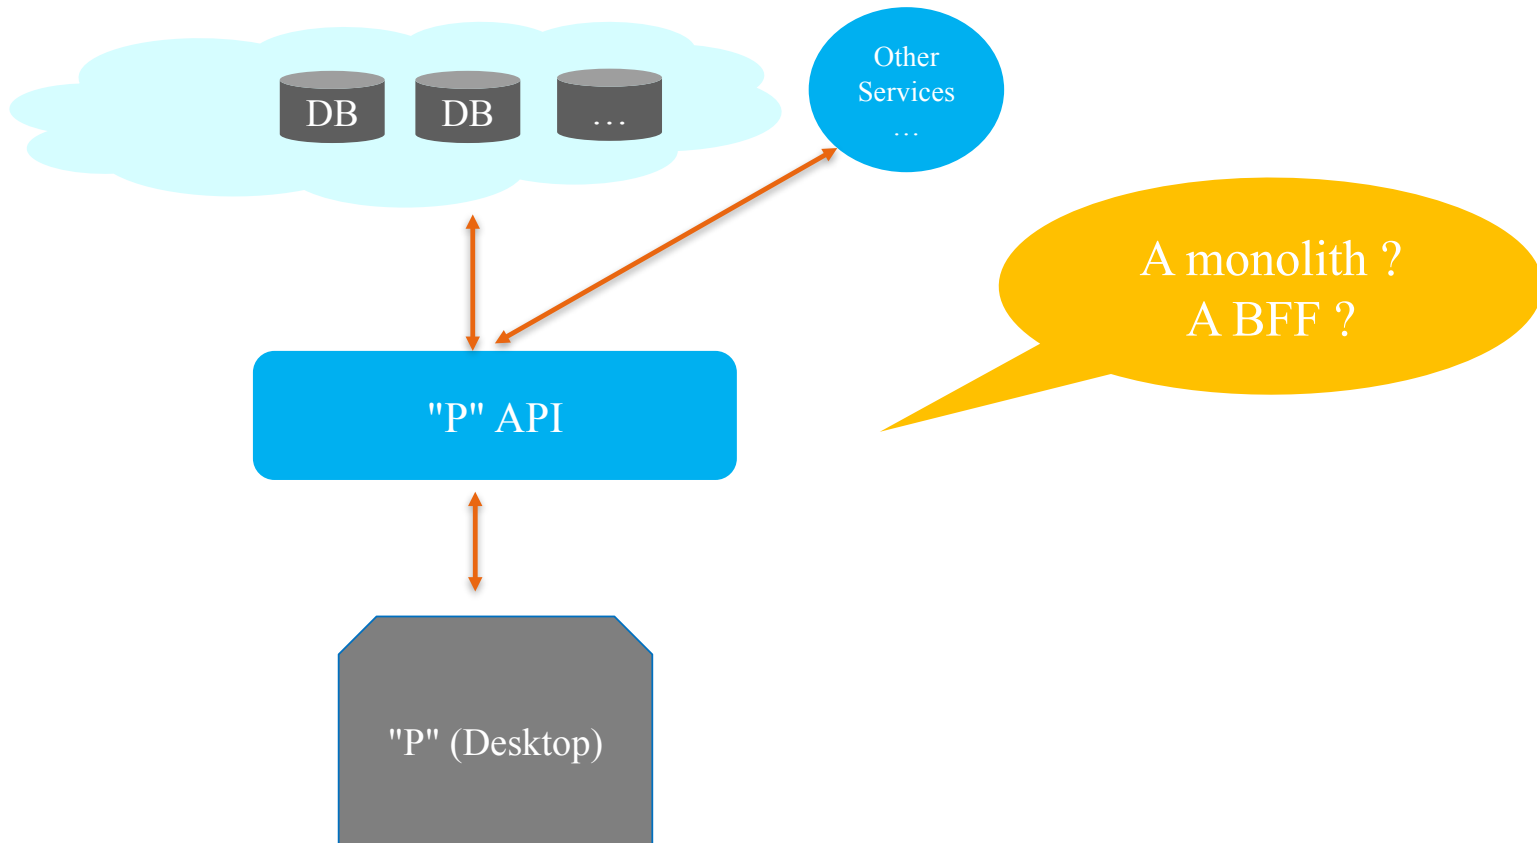 DB
DB
…
Other
Services
…
A monolith ?
A BFF ?
"P" API
"P" (Desktop)